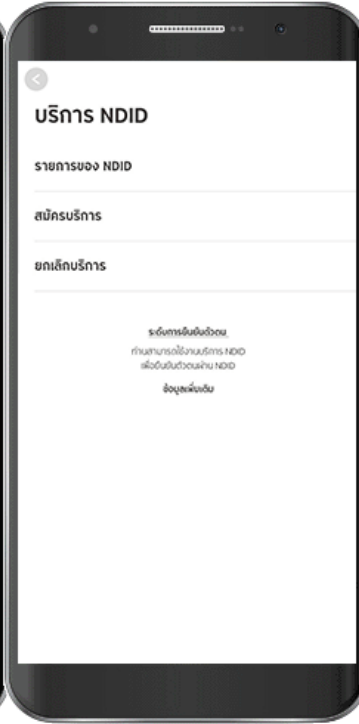 บริการ NDID
รายการของ NDID
สมัครบริการ
ยกเลิกบริการ
ระดับการยืนยันตัวตน
ท่านสามารถใช้งานบริการ NDID
เพื่อยืนยันตัวตนผ่าน NDID
ข้อมูลเพิ่มเติม